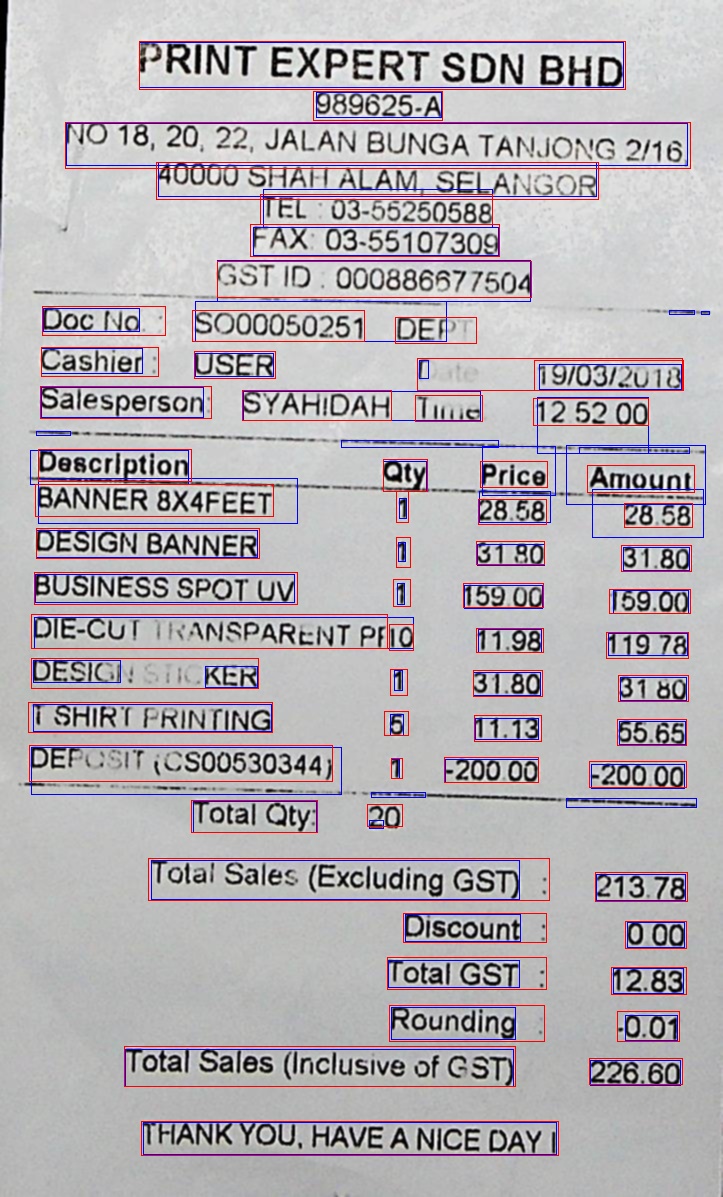 PRINT EXPERT SDN BHD
989625-A
NO 18, 20, 22, JALAN BUNGA TANJONG 2/16,
40000 SHAH ALAM, SELANGOR
TEL : 03-55250588
FAX: 03-55107309
GST ID : 000886677504
Doc No. : SO00050251 DEPT
Cashier : USER Date 19/03/2018
Salesperson: SYAHIDAH Time 12 52 00
Description Qty Price Amount
BANNER 8X4FEET 1 28.58 28.58
DESIGN BANNER 1 31.80 31.80
BUSINESS SPOT UV 1 159.00 159.00
DIE-CUT TRANSPARENT 10 11.98 119.78
DESIGN STICKER 1 31.80 31 80
T SHIRT PRINTING 5 11.13 55.65
DEPOSIT (CS00530344) 1 -200.00 -200.00
Total Qty: 20
Total Sales (Excluding GST) : 213.78
Discount : 0 00
Total GST : 12.83
Rounding : -0.01
Total Sales (Inclusive of GST) 226.60
THANK YOU, HAVE A NICE DAY !